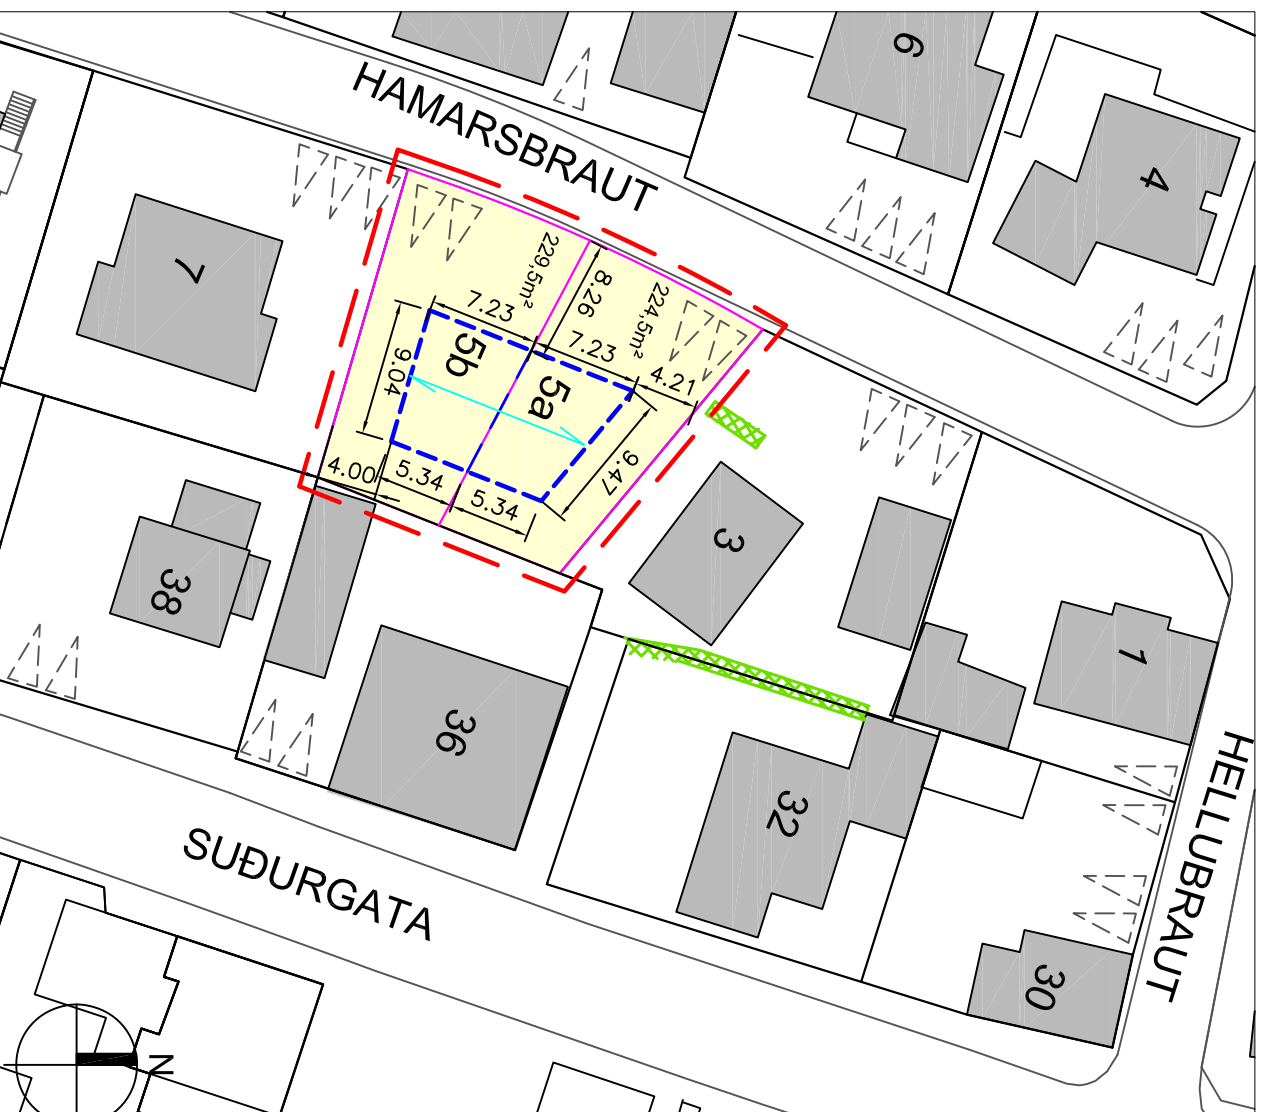 HAMARSBRAUT
6
4
7
229,5m²
8.26
224,5m²
7.23
7.23
5b
5a
9.04
4.21
4.00
5.34
5.34
9.47
3
38
36
1
32
30
SUÐURGATA
HELLUBRAUT
N